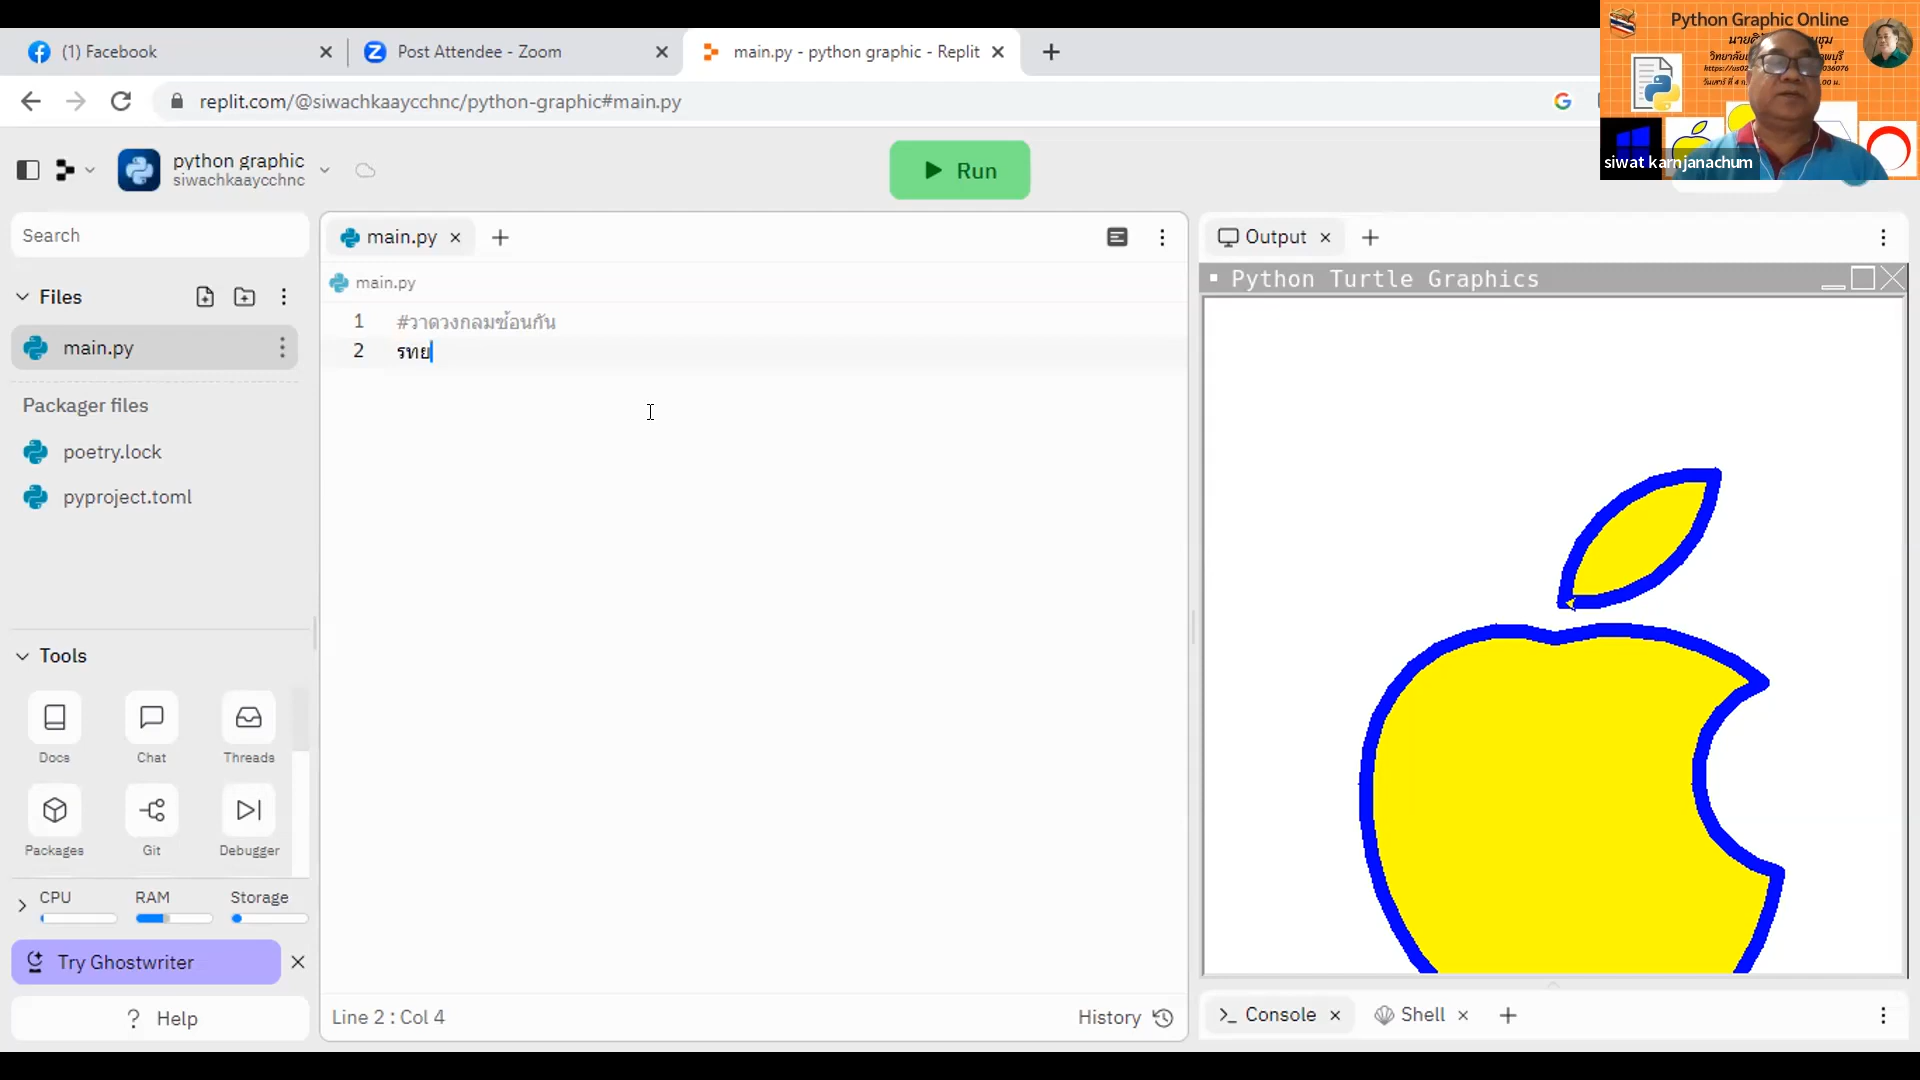 (1) Facebook
Post Attendee - Zoom
main.py - python graphic - Replit
replit.com/@siwachkaaycchnc/python-graphic#main.py
Python Graphic Online
siwat karnjanachum
python graphic
siwachkaaycchnc
Run
Search
Files
main.py
Packager files
poetry.lock
pyproject.toml
Tools
Docs
Chat
Threads
Packages
Git
Debugger
CPU
RAM
Storage
Try Ghostwriter
Help
main.py
main.py
1 #วาดวงกลมซ้อนกัน
2 รทย
Line 2 : Col 4
History
Output
Python Turtle Graphics
Console
Shell